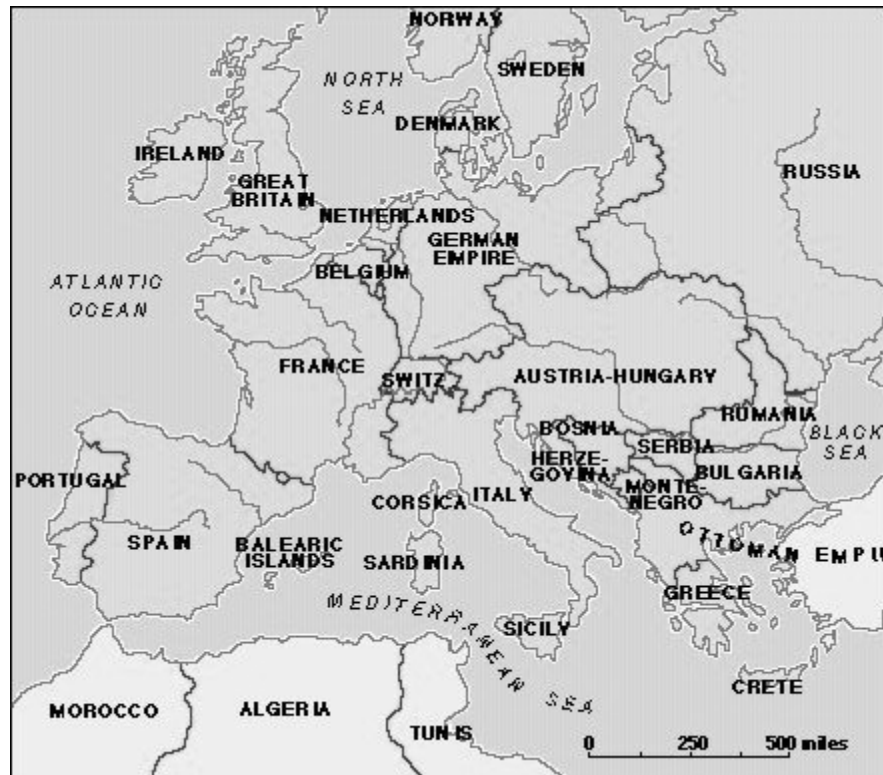 NORWAY
SWEDEN
NORTH
SEA
DENMARK
IRELAND
GREAT
BRITAIN
RUSSIA
NETHERLANDS
GERMAN
EMPIRE
BELGIUM
ATLANTIC
OCEAN
FRANCE
SWITZ
AUSTRIA-HUNGARY
RUMANIA
BOSNIA
HERZE-
GOVINA
SERBIA
BLACK
SEA
BULGARIA
MONTE-
NEGRO
PORTUGAL
CORSICA
ITALY
SPAIN
BALEARIC
ISLANDS
SARDINIA
OTTOMAN EMPI
GREECE
MEDITERRANEAN SEA
SICILY
CRETE
MOROCCO
ALGERIA
TUNIS
0 250 500 miles